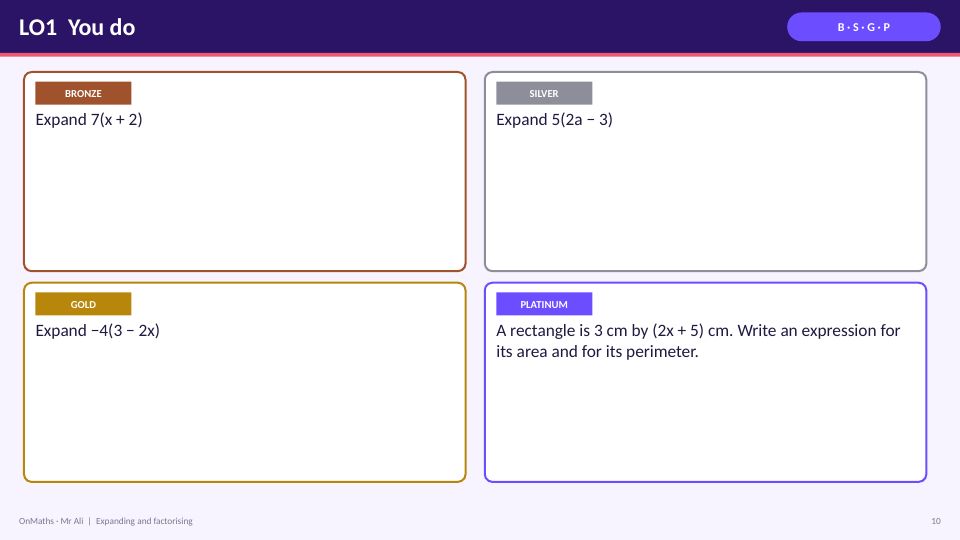 LO1  You do
B · S · G · P
BRONZE
Expand 7(x + 2)
SILVER
Expand 5(2a − 3)
GOLD
Expand −4(3 − 2x)
PLATINUM
A rectangle is 3 cm by (2x + 5) cm. Write an expression for
its area and for its perimeter.
OnMaths · Mr Ali  |  Expanding and factorising
10